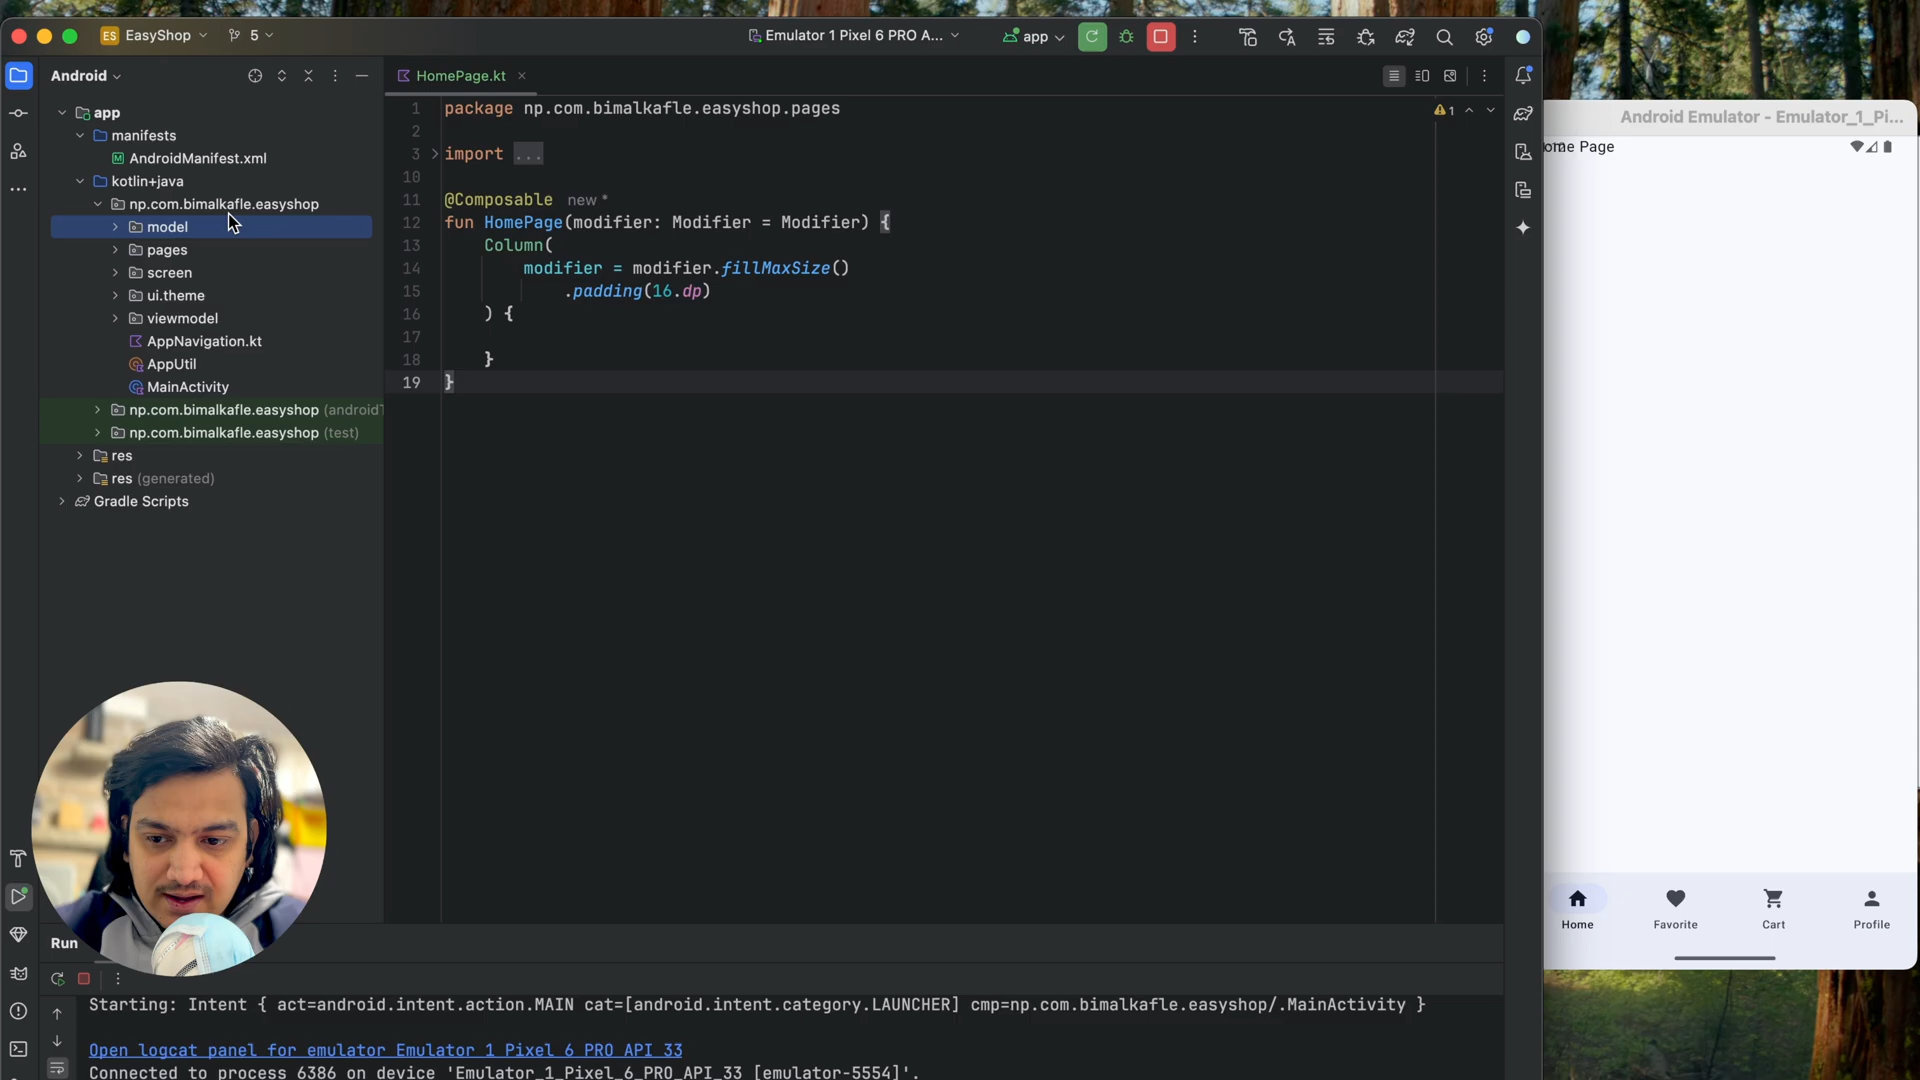 ES EasyShop 5 Emulator 1 Pixel 6 PRO A... app
Android
HomePage.kt
app
manifests
AndroidManifest.xml
kotlin+java
np.com.bimalkafle.easyshop
model
pages
screen
ui.theme
viewmodel
AppNavigation.kt
AppUtil
MainActivity
np.com.bimalkafle.easyshop (androidT
np.com.bimalkafle.easyshop (test)
res
res (generated)
Gradle Scripts
1 package np.com.bimalkafle.easyshop.pages
2
3 import ...
10
11 @Composable new *
12 fun HomePage(modifier: Modifier = Modifier) {
13 Column(
14 modifier = modifier.fillMaxSize()
15 .padding(16.dp)
16 ) {
17
18 }
19 }
1
Android Emulator - Emulator_1_Pi...
ome Page
Home
Favorite
Cart
Profile
Run
Starting: Intent { act=android.intent.action.MAIN cat=[android.intent.category.LAUNCHER] cmp=np.com.bimalkafle.easyshop/.MainActivity }
Open logcat panel for emulator Emulator 1 Pixel 6 PRO API 33
Connected to process 6386 on device 'Emulator_1_Pixel_6_PRO_API_33 [emulator-5554]'.